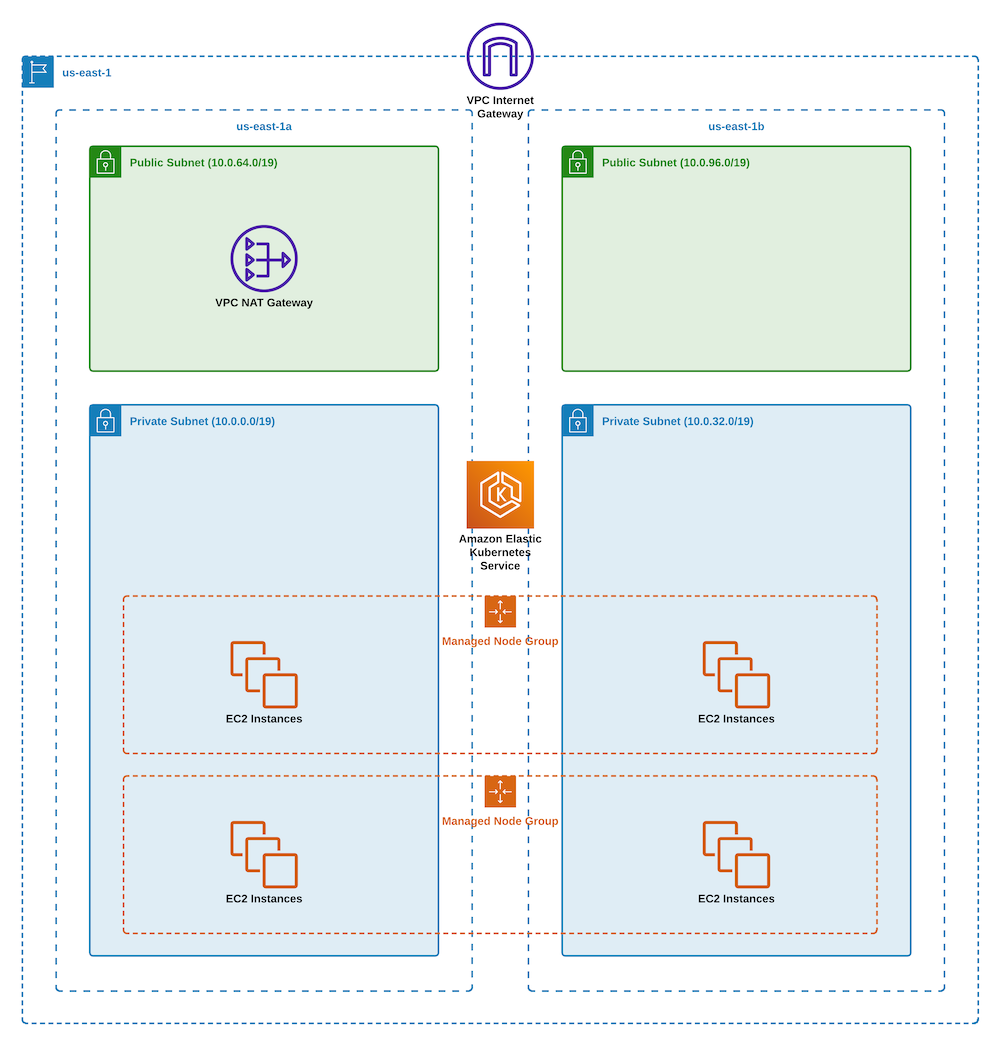 us-east-1
VPC Internet
Gateway
us-east-1a
us-east-1b
Public Subnet (10.0.64.0/19)
Public Subnet (10.0.96.0/19)
VPC NAT Gateway
Private Subnet (10.0.0.0/19)
Private Subnet (10.0.32.0/19)
K
Amazon Elastic
Kubernetes
Service
Managed Node Group
EC2 Instances
EC2 Instances
Managed Node Group
EC2 Instances
EC2 Instances